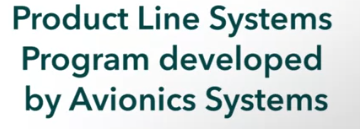 Product Line Systems
Program developed
by Avionics Systems